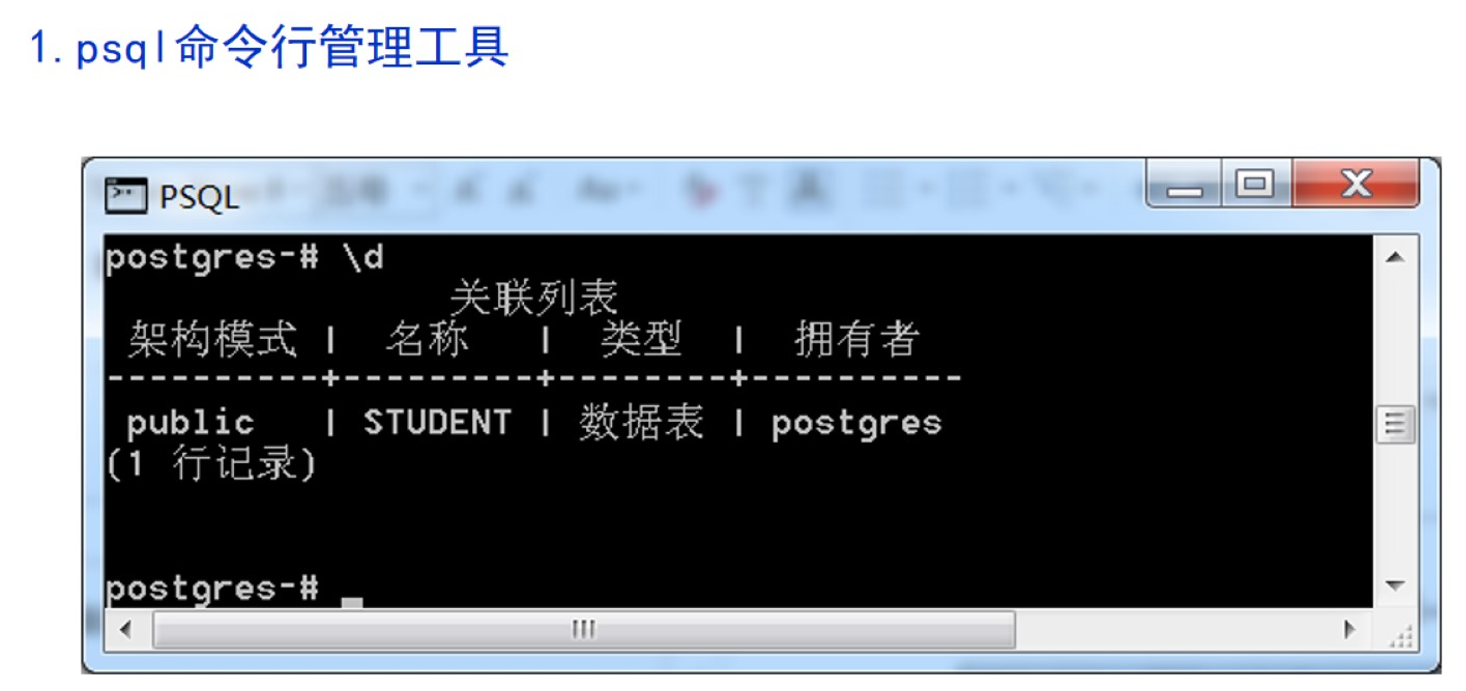 1.psql命令行管理工具
PSQL
postgres-# \d
关联列表
架构模式 | 名称 | 类型 | 拥有者
----------+---------+--------+----------
public | STUDENT | 数据表 | postgres
(1 行记录)
postgres-# _